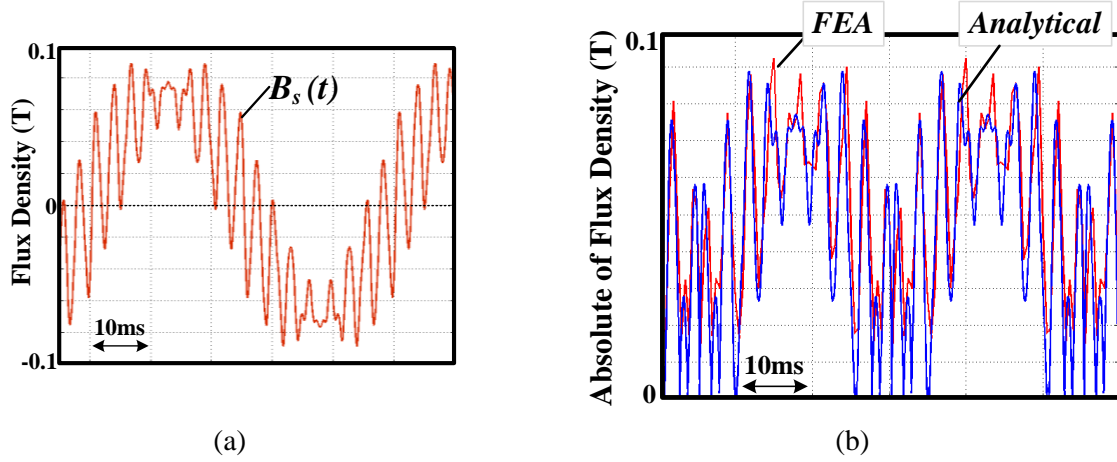 0.1
B_s (t)
Flux Density (T)
0
10ms
-0.1
(a)
FEA
Analytical
0.1
Absolute of Flux Density (T)
10ms
0
(b)